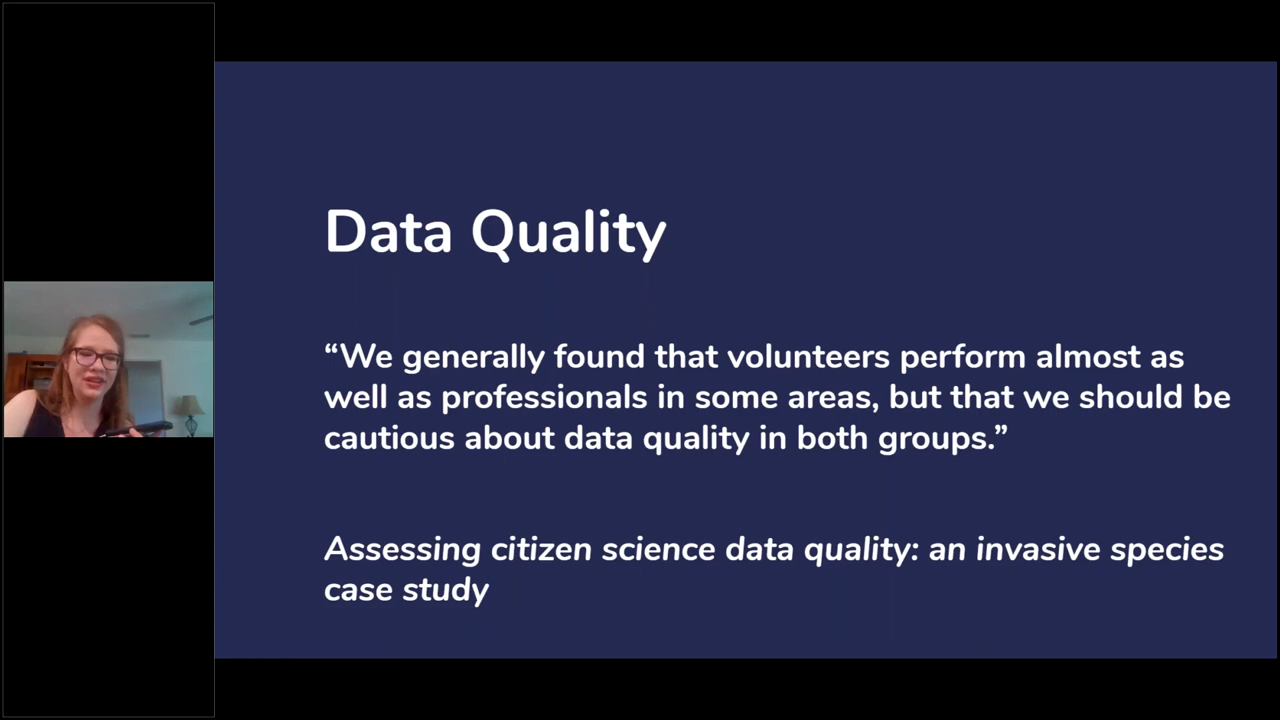 Data Quality
“We generally found that volunteers perform almost as
well as professionals in some areas, but that we should be
cautious about data quality in both groups.”
Assessing citizen science data quality: an invasive species
case study